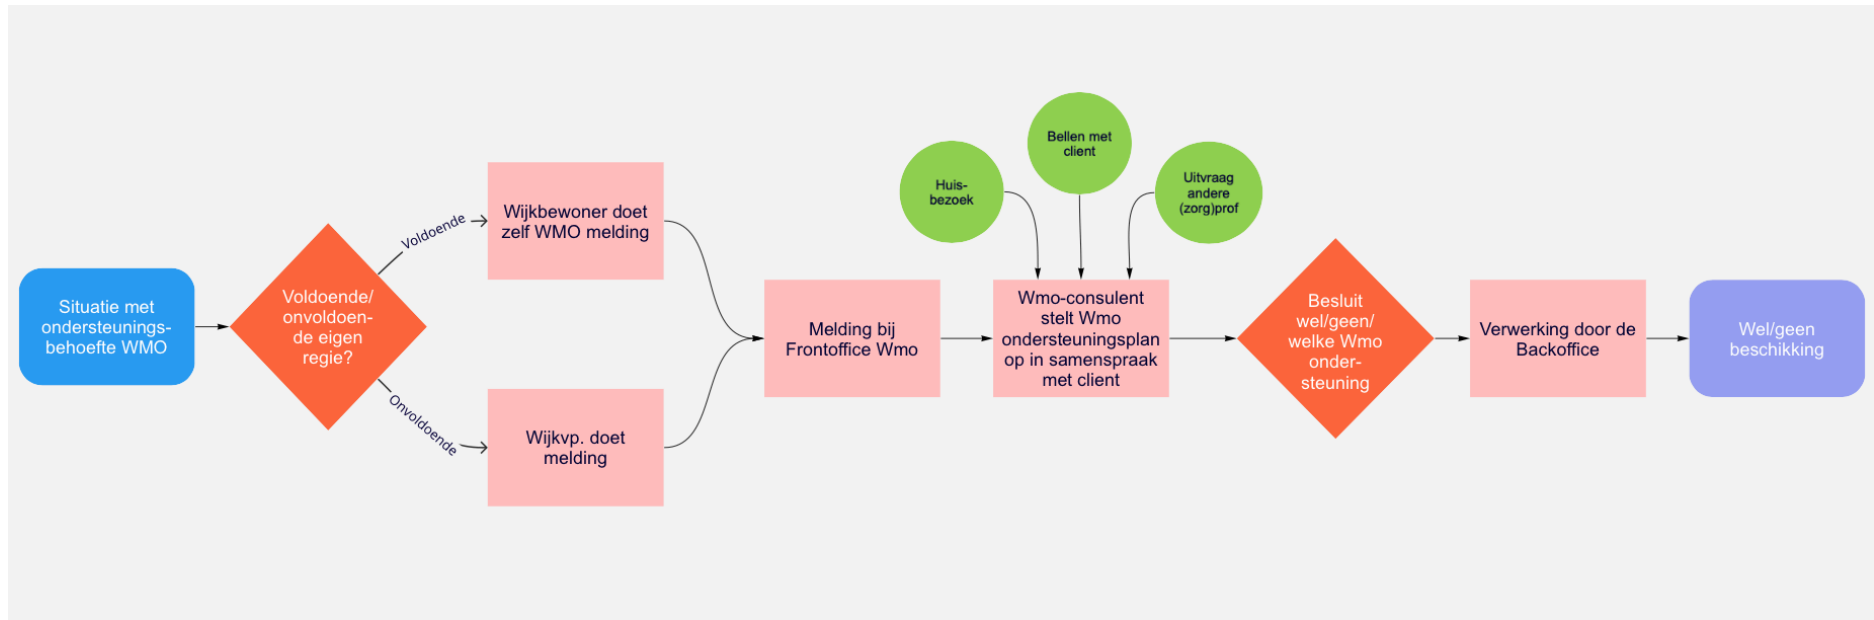 Situatie met
ondersteunings-
behoefte WMO
Voldoende/
onvoldoen-
de eigen
regie?
Voldoende
Onvoldoende
Wijkbewoner doet
zelf WMO melding
Wijkvp. doet
melding
Melding bij
Frontoffice Wmo
Huis-
bezoek
Bellen met
client
Uitvraag
andere
(zorg)prof
Wmo-consulent
stelt Wmo
ondersteuningsplan
op in samenspraak
met client
Besluit
wel/geen/
welke Wmo
onder-
steuning
Verwerking door de
Backoffice
Wel/geen
beschikking